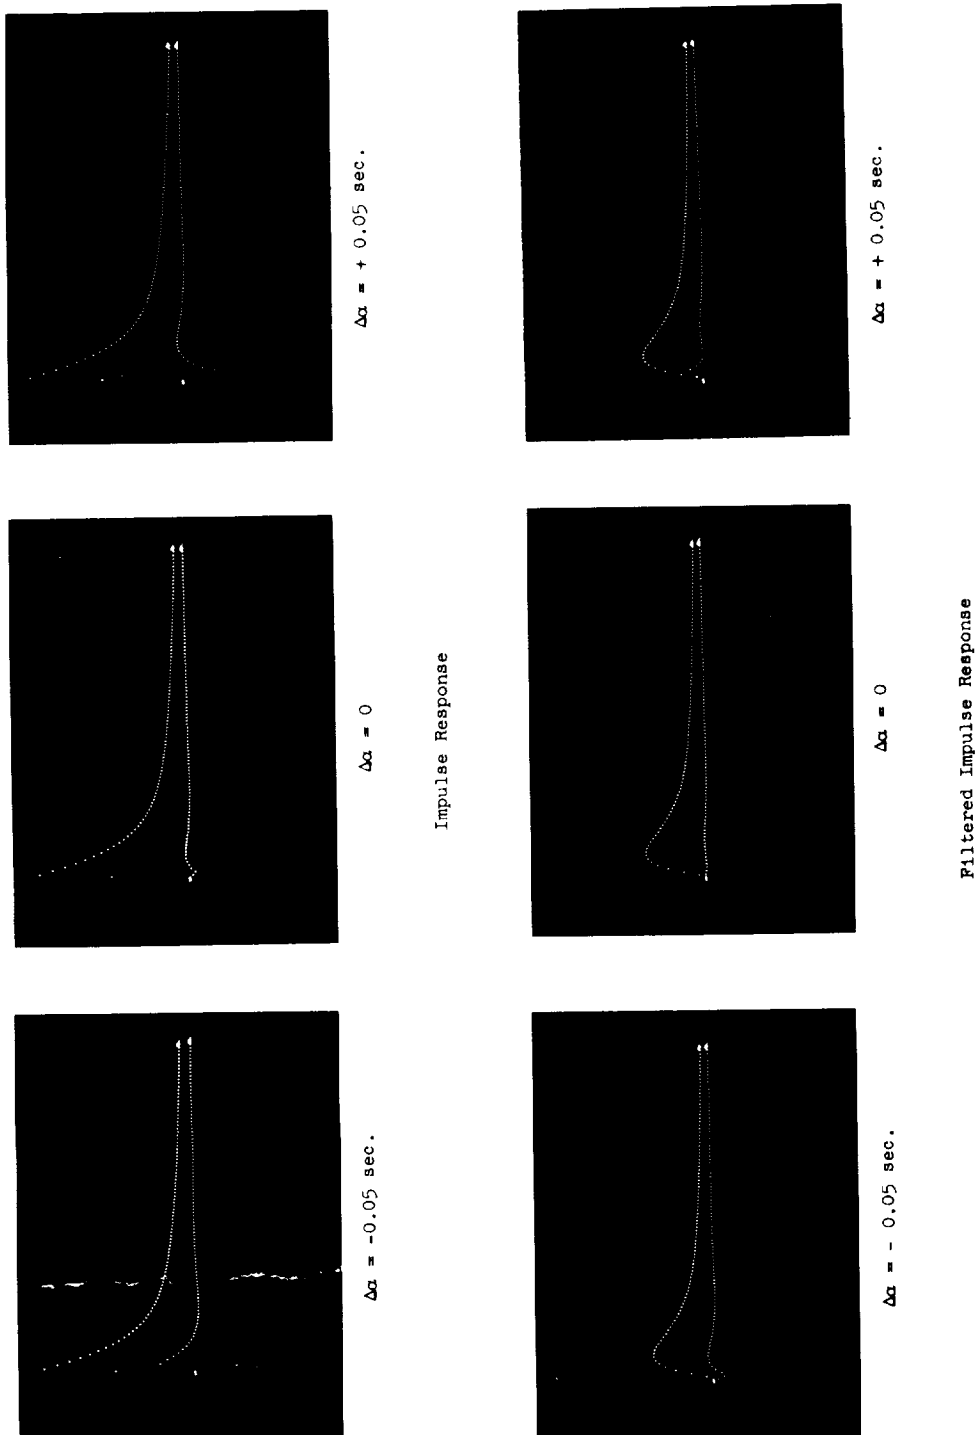 Δα = -0.05 sec.
Δα = 0
Δα = + 0.05 sec.
Impulse Response
Δα = - 0.05 sec.
Δα = 0
Δα = + 0.05 sec.
Filtered Impulse Response